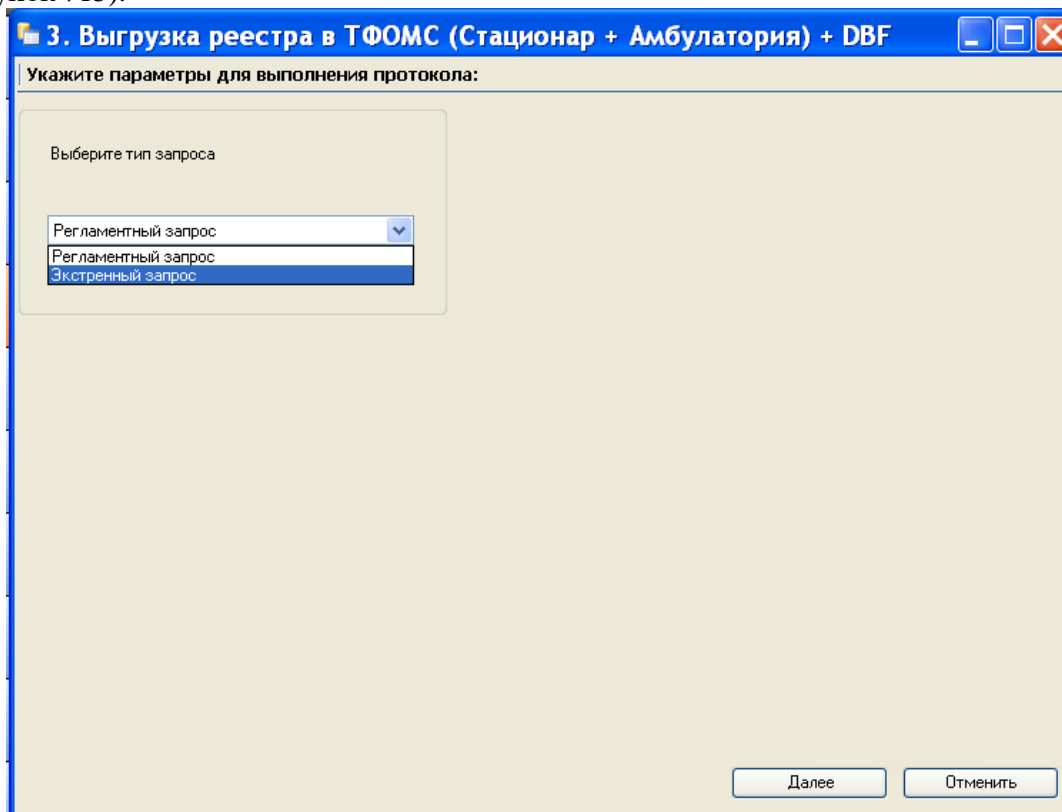 3. Выгрузка реестра в ТФОМС (Стационар + Амбулатория) + DBF
Укажите параметры для выполнения протокола:
Выберите тип запроса
Регламентный запрос
Регламентный запрос
Экстренный запрос
Далее
Отменить